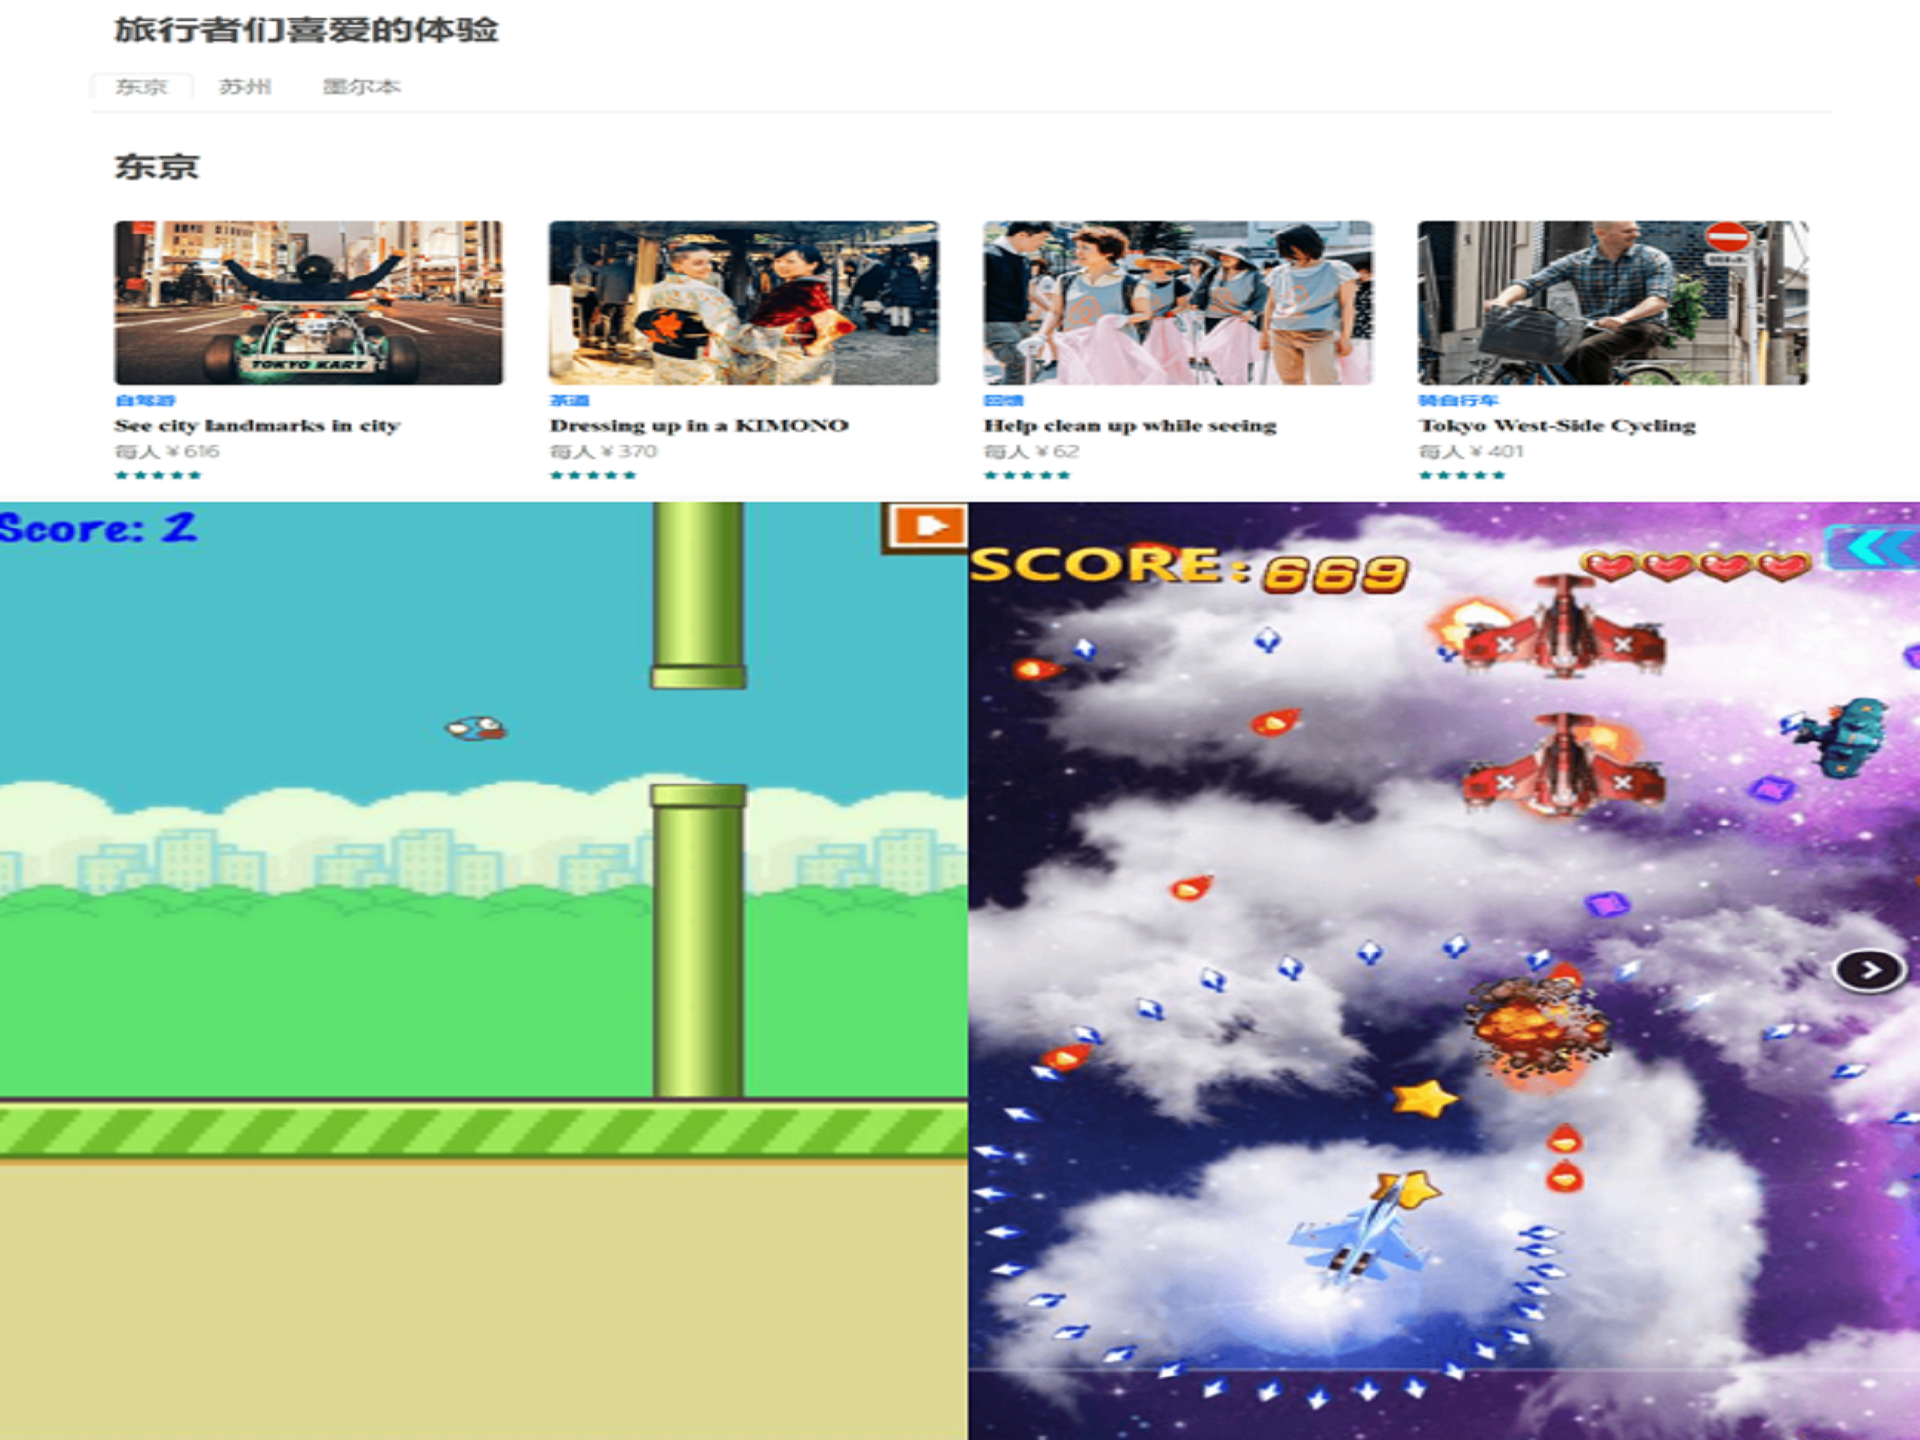 旅行者们喜爱的体验
东京 苏州 墨尔本
东京
TOKYO KART
自驾游 茶道 回馈 骑自行车
See city landmarks in city Dressing up in a KIMONO Help clean up while seeing Tokyo West-Side Cycling
每人￥616 每人￥370 每人￥62 每人￥401
Score: 2
SCORE: 669